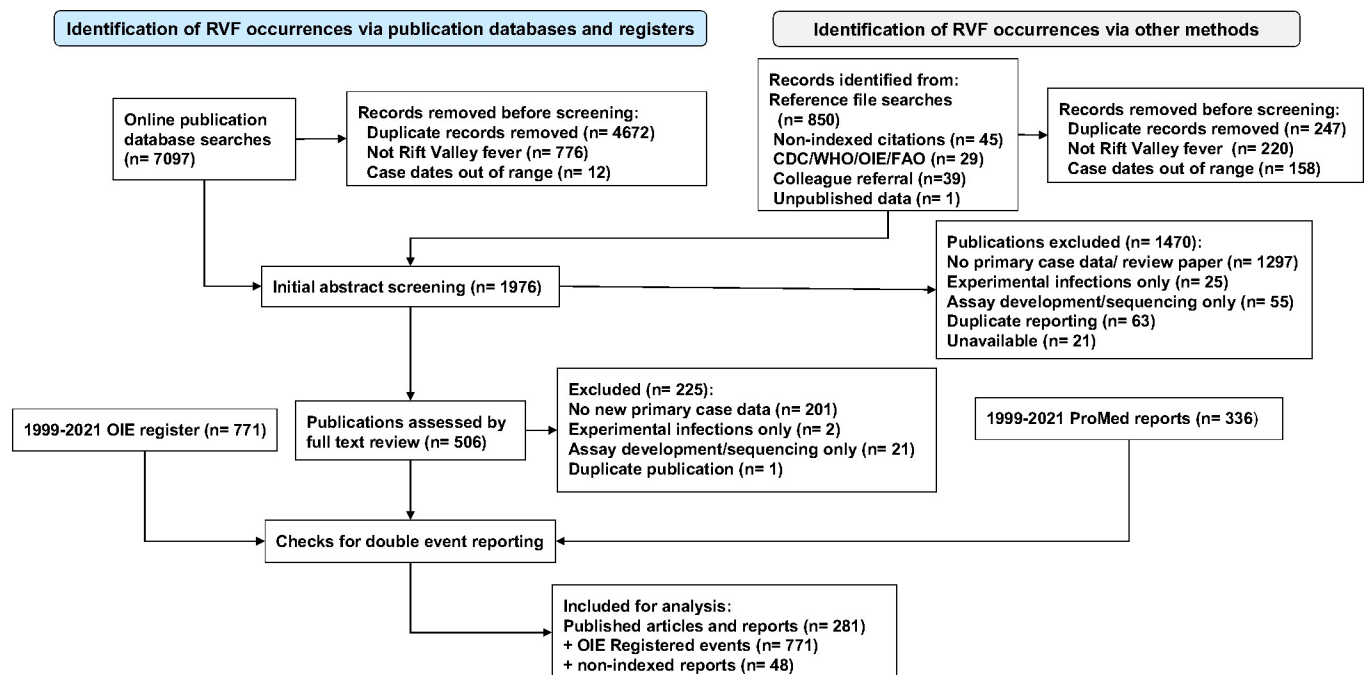 Identification of RVF occurrences via publication databases and registers
Identification of RVF occurrences via other methods
Online publication
database searches
(n= 7097)
Records removed before screening:
Duplicate records removed (n= 4672)
Not Rift Valley fever (n= 776)
Case dates out of range (n= 12)
Records identified from:
Reference file searches
(n= 850)
Non-indexed citations (n= 45)
CDC/WHO/OIE/FAO (n= 29)
Colleague referral (n=39)
Unpublished data (n= 1)
Records removed before screening:
Duplicate records removed (n= 247)
Not Rift Valley fever (n= 220)
Case dates out of range (n= 158)
Initial abstract screening (n= 1976)
Publications excluded (n= 1470):
No primary case data/ review paper (n= 1297)
Experimental infections only (n= 25)
Assay development/sequencing only (n= 55)
Duplicate reporting (n= 63)
Unavailable (n= 21)
1999-2021 OIE register (n= 771)
Publications assessed by
full text review (n= 506)
Excluded (n= 225):
No new primary case data (n= 201)
Experimental infections only (n= 2)
Assay development/sequencing only (n= 21)
Duplicate publication (n= 1)
1999-2021 ProMed reports (n= 336)
Checks for double event reporting
Included for analysis:
Published articles and reports (n= 281)
+ OIE Registered events (n= 771)
+ non-indexed reports (n= 48)